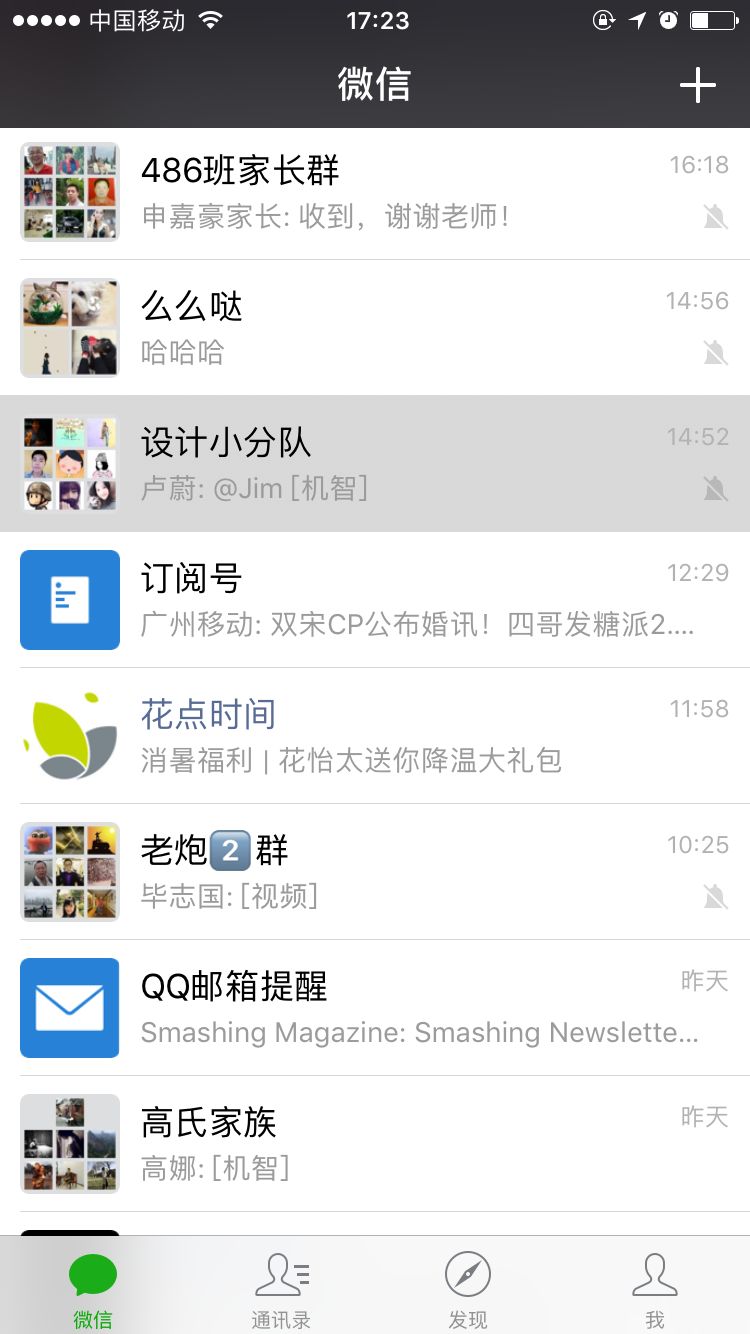 中国移动
17:23
微信
486班家长群
16:18
申嘉豪家长: 收到，谢谢老师！
么么哒
14:56
哈哈哈
设计小分队
14:52
卢蔚: @Jim [机智]
订阅号
12:29
广州移动: 双宋CP公布婚讯！四哥发糖派2....
花点时间
11:58
消暑福利 | 花怡太送你降温大礼包
老炮2️⃣群
10:25
毕志国: [视频]
QQ邮箱提醒
昨天
Smashing Magazine: Smashing Newslette...
高氏家族
昨天
高娜: [机智]
微信
通讯录
发现
我